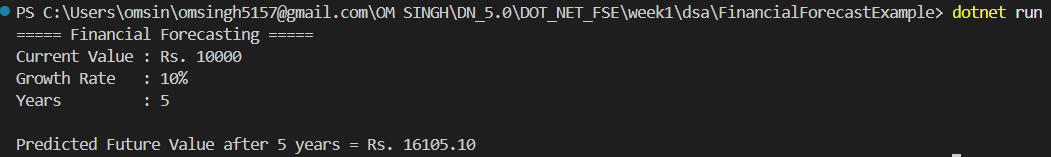 PS C:\Users\omsin\omsingh5157@gmail.com\OM SINGH\DN_5.0\DOT_NET_FSE\week1\dsa\FinancialForecastExample> dotnet run
===== Financial Forecasting =====
Current Value : Rs. 10000
Growth Rate   : 10%
Years         : 5
Predicted Future Value after 5 years = Rs. 16105.10